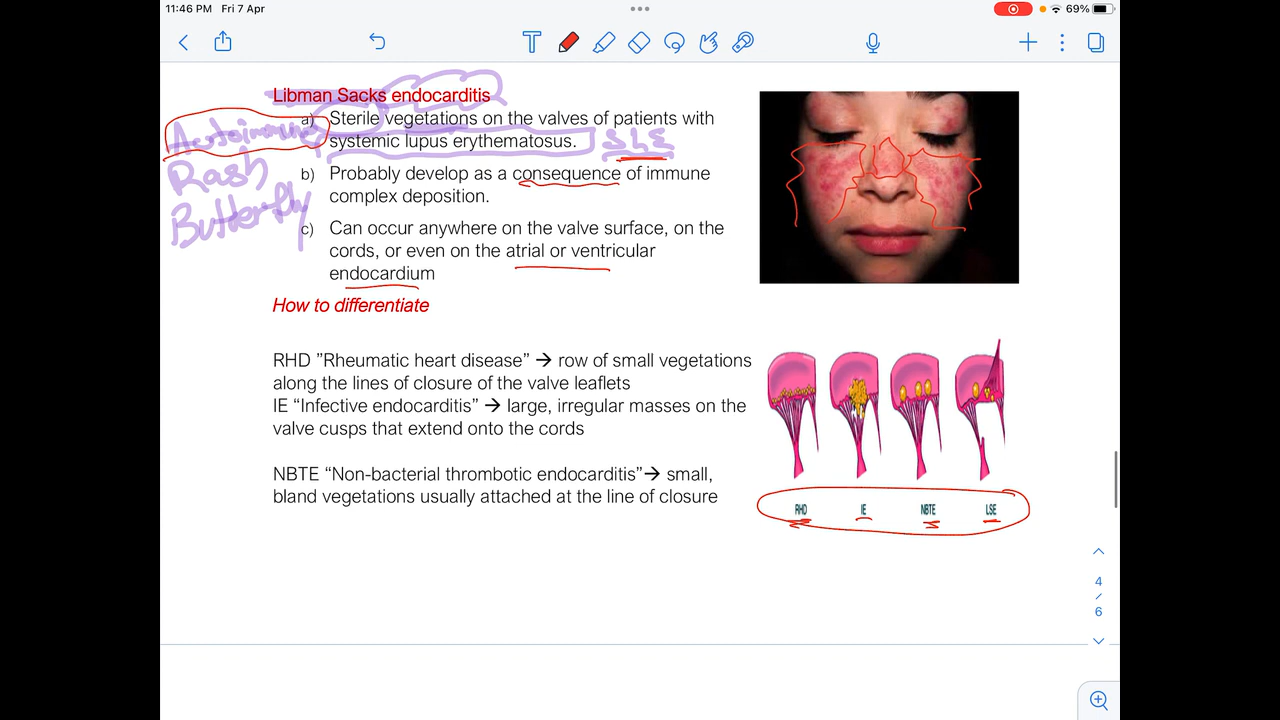 11:46 PM Fri 7 Apr
69%
Libman Sacks endocarditis
a) Sterile vegetations on the valves of patients with
systemic lupus erythematosus. SLE
Autoimmune
Rash
Butterfly
b) Probably develop as a consequence of immune
complex deposition.
c) Can occur anywhere on the valve surface, on the
cords, or even on the atrial or ventricular
endocardium
How to differentiate
RHD ”Rheumatic heart disease” → row of small vegetations
along the lines of closure of the valve leaflets
IE “Infective endocarditis” → large, irregular masses on the
valve cusps that extend onto the cords
NBTE “Non-bacterial thrombotic endocarditis”→ small,
bland vegetations usually attached at the line of closure
RHD IE NBTE LSE
4
/
6